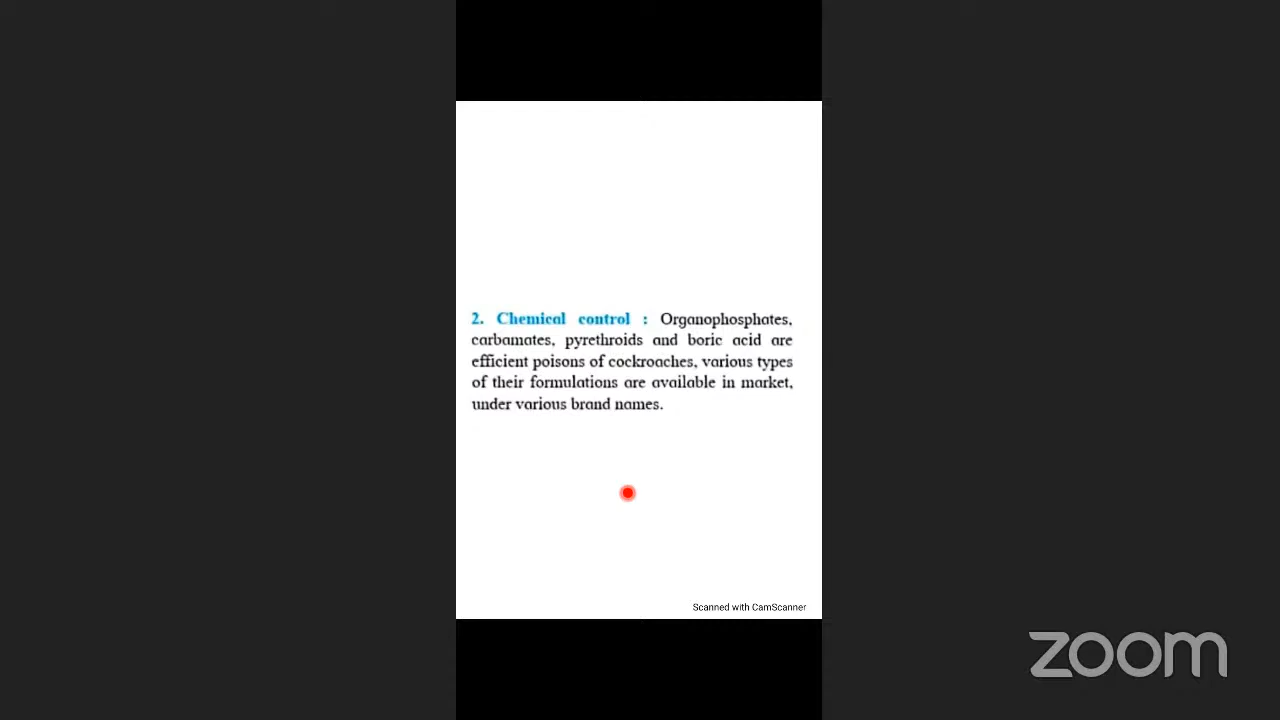 2. Chemical control : Organophosphates,
carbamates, pyrethroids and boric acid are
efficient poisons of cockroaches, various types
of their formulations are available in market,
under various brand names.
Scanned with CamScanner
zoom